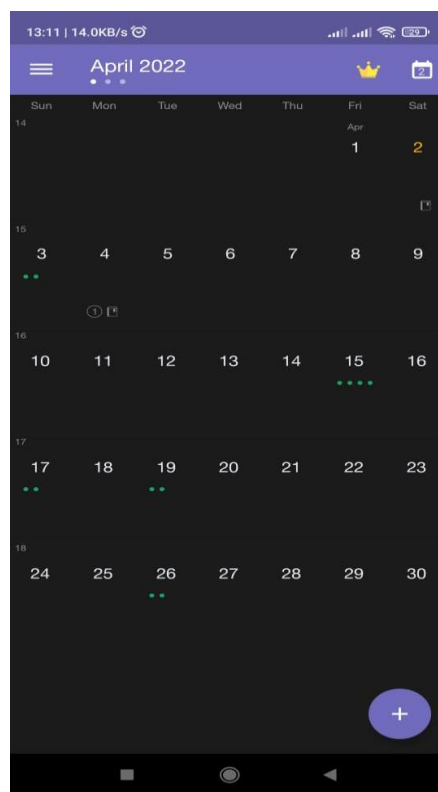 13:11 | 14.0KB/s 29
April 2022 2
Sun Mon Tue Wed Thu Fri Sat
14 Apr
1 2
15
3 4 5 6 7 8 9
1
16
10 11 12 13 14 15 16
17
17 18 19 20 21 22 23
18
24 25 26 27 28 29 30
+